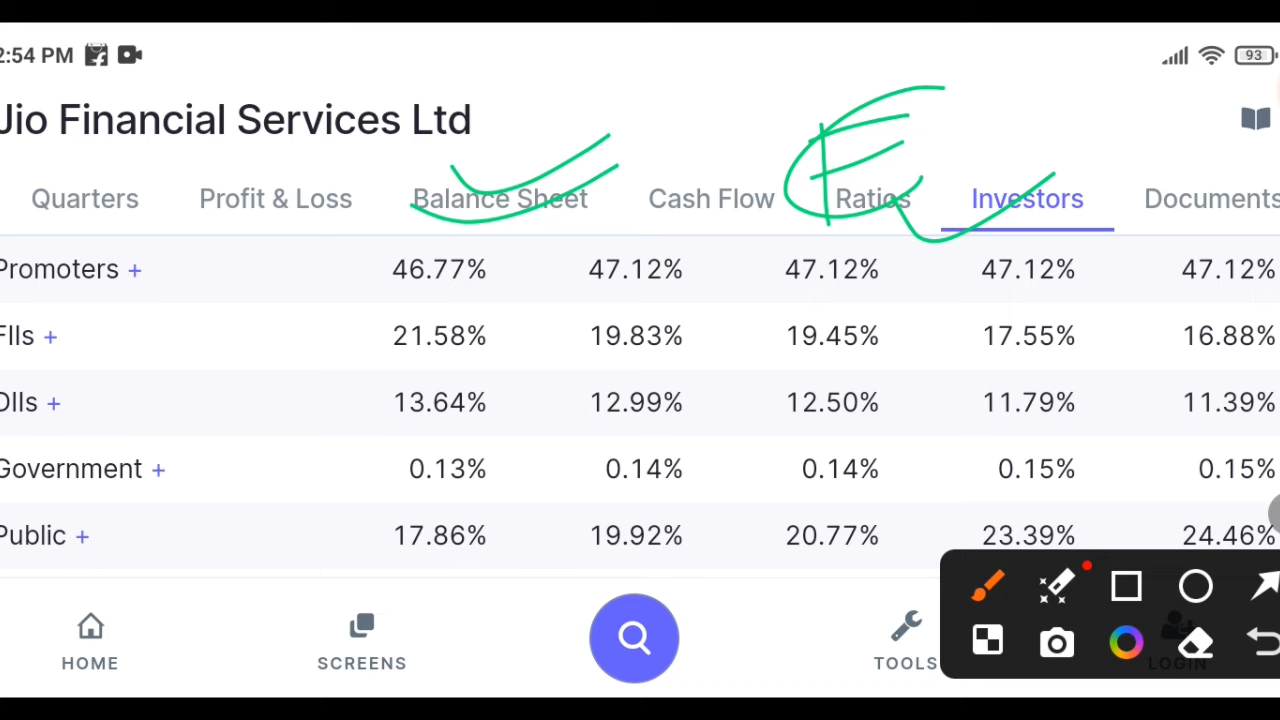 2:54 PM 93
Jio Financial Services Ltd
Quarters Profit & Loss Balance Sheet Cash Flow Ratios Investors Documents
Promoters + 46.77% 47.12% 47.12% 47.12% 47.12%
FIIs + 21.58% 19.83% 19.45% 17.55% 16.88%
DIIs + 13.64% 12.99% 12.50% 11.79% 11.39%
Government + 0.13% 0.14% 0.14% 0.15% 0.15%
Public + 17.86% 19.92% 20.77% 23.39% 24.46%
HOME SCREENS TOOLS LOGIN